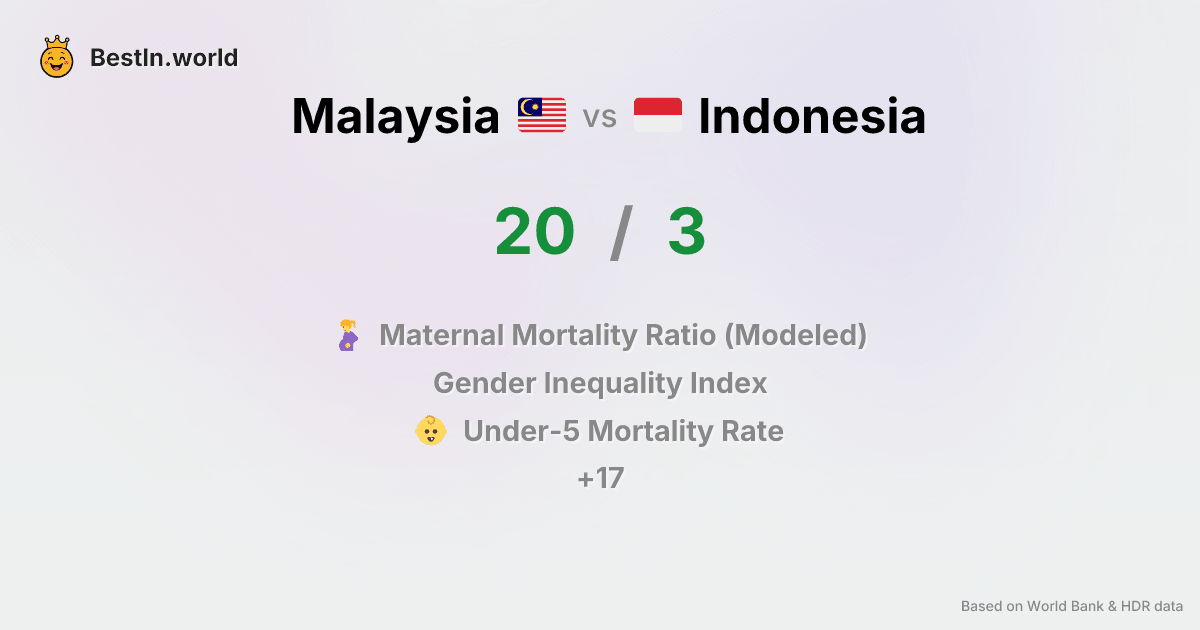 BestIn.world
Malaysia vs Indonesia
20 / 3
Maternal Mortality Ratio (Modeled)
Gender Inequality Index
Under-5 Mortality Rate
+17
Based on World Bank & HDR data